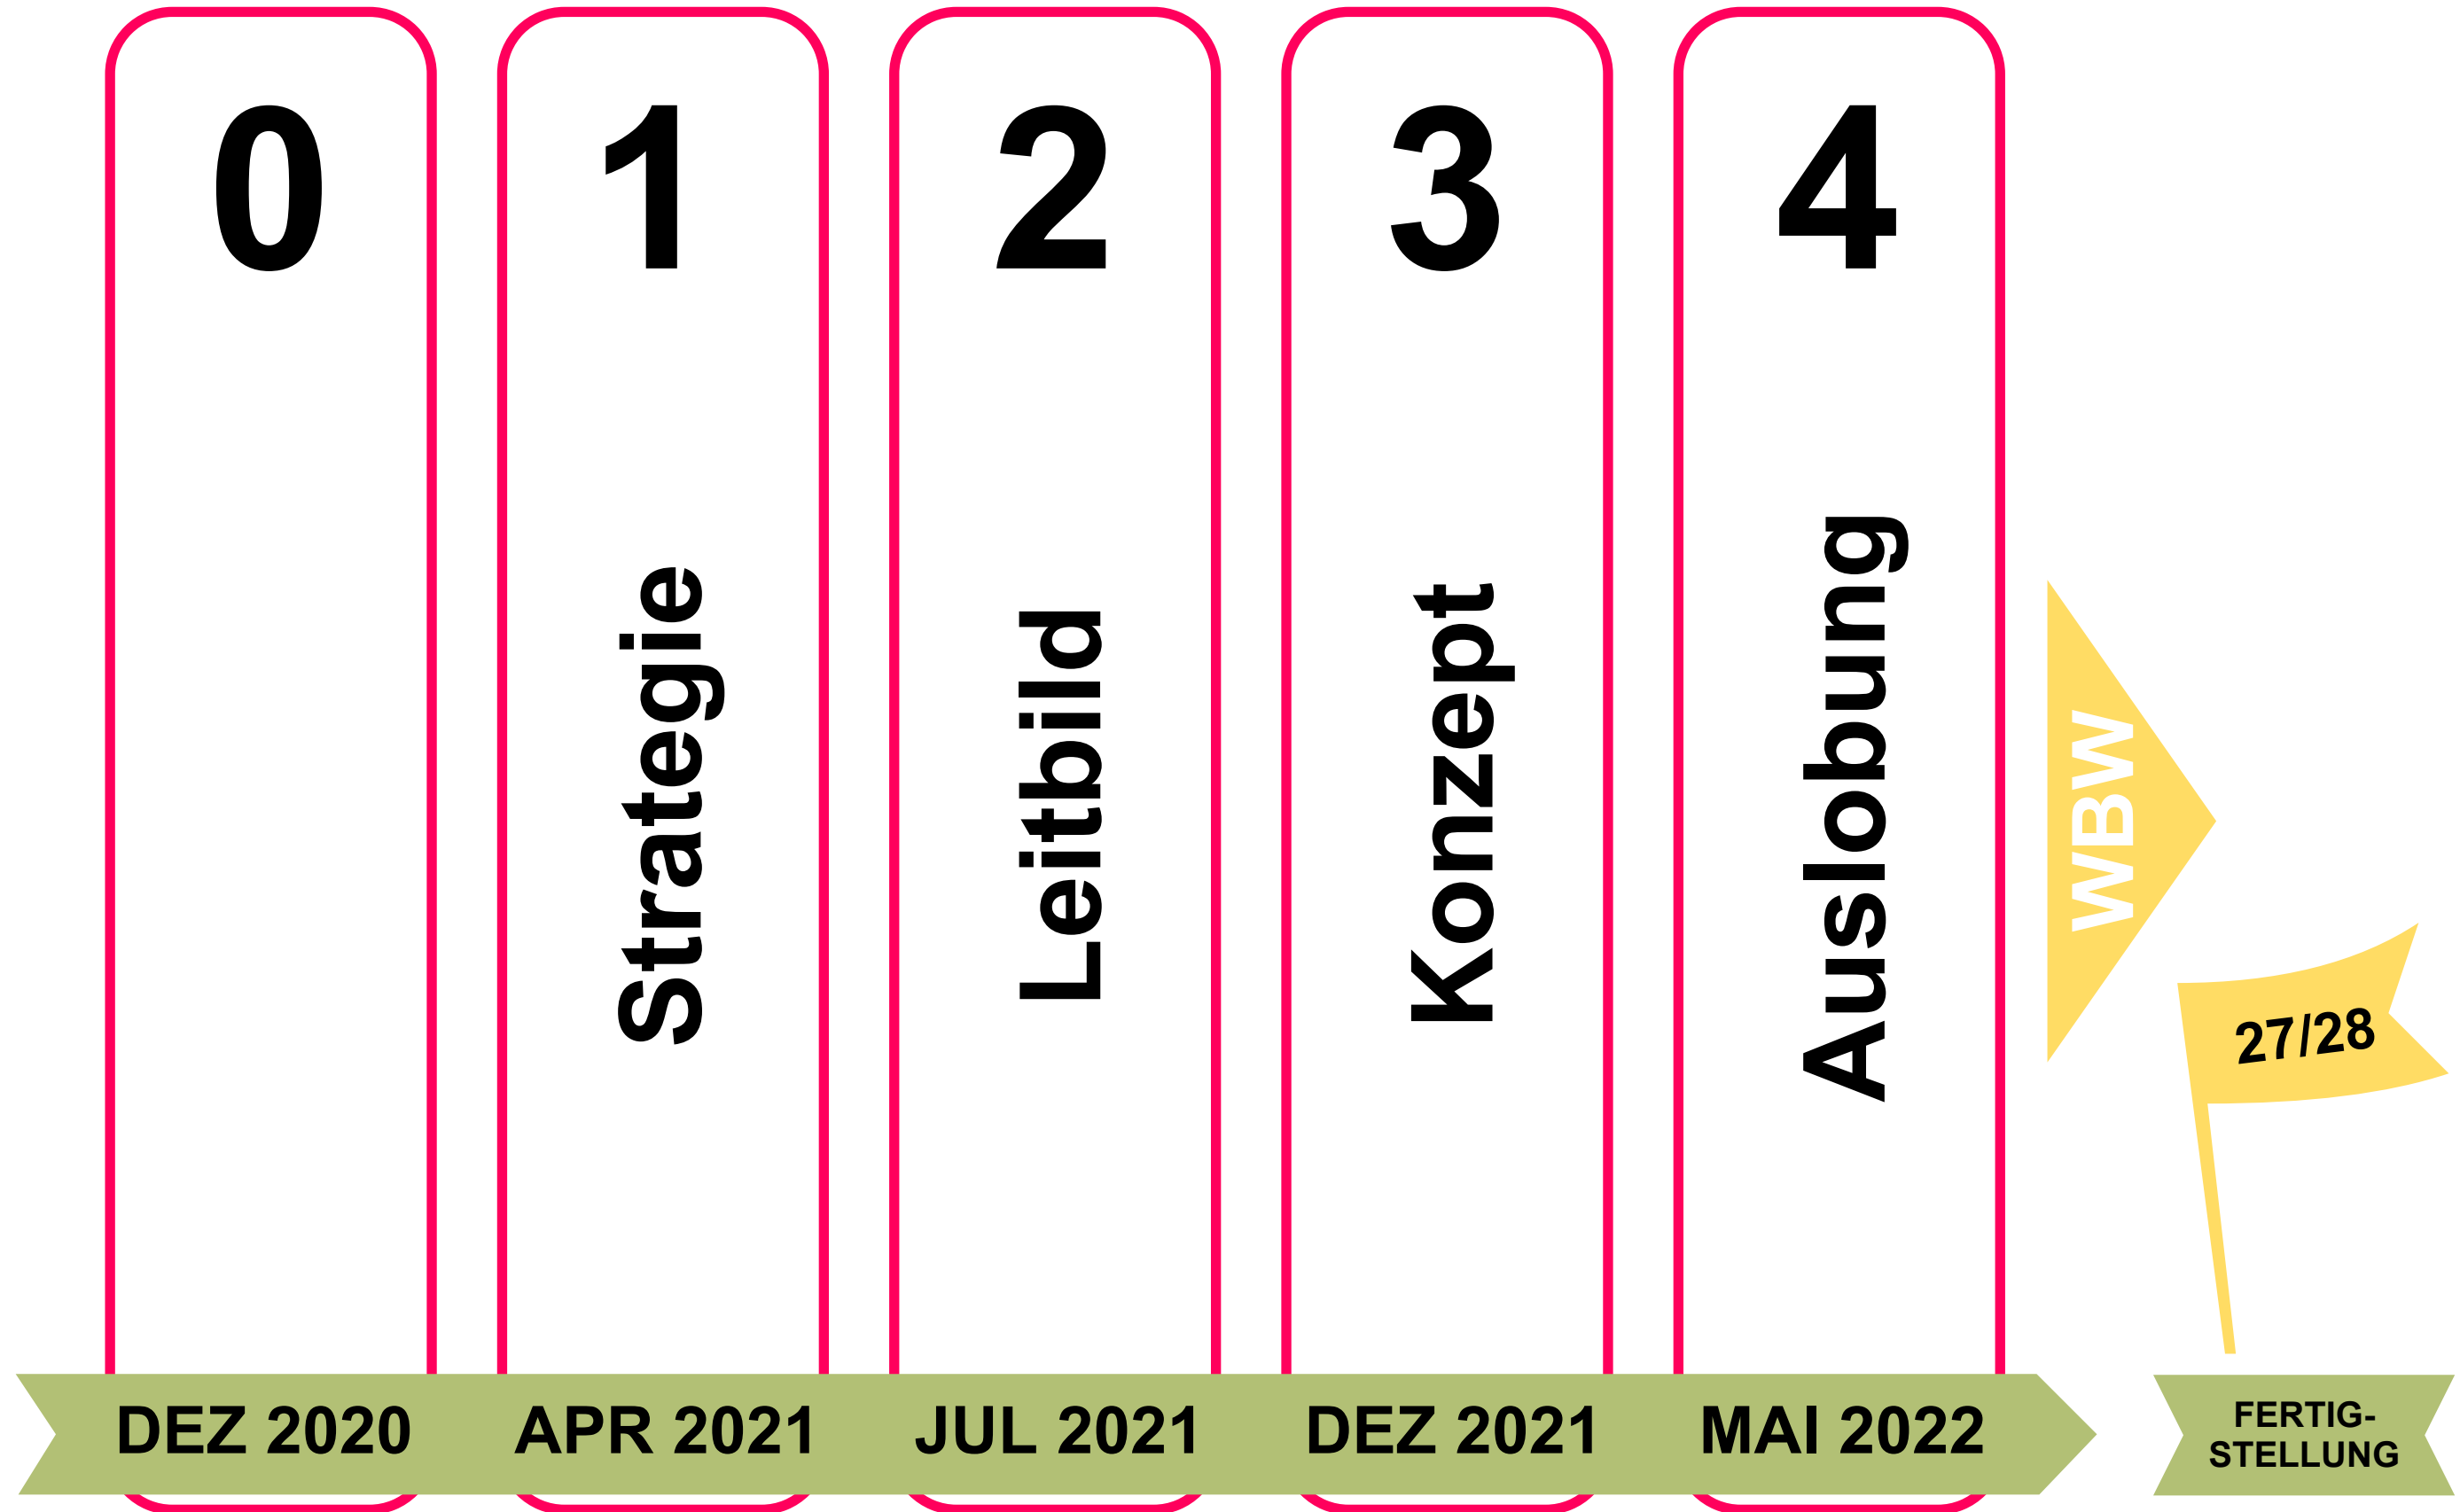 0
1
2
3
4
Strategie
Leitbild
Konzept
Auslobung
WBW
27/28
DEZ 2020
APR 2021
JUL 2021
DEZ 2021
MAI 2022
FERTIG-
STELLUNG